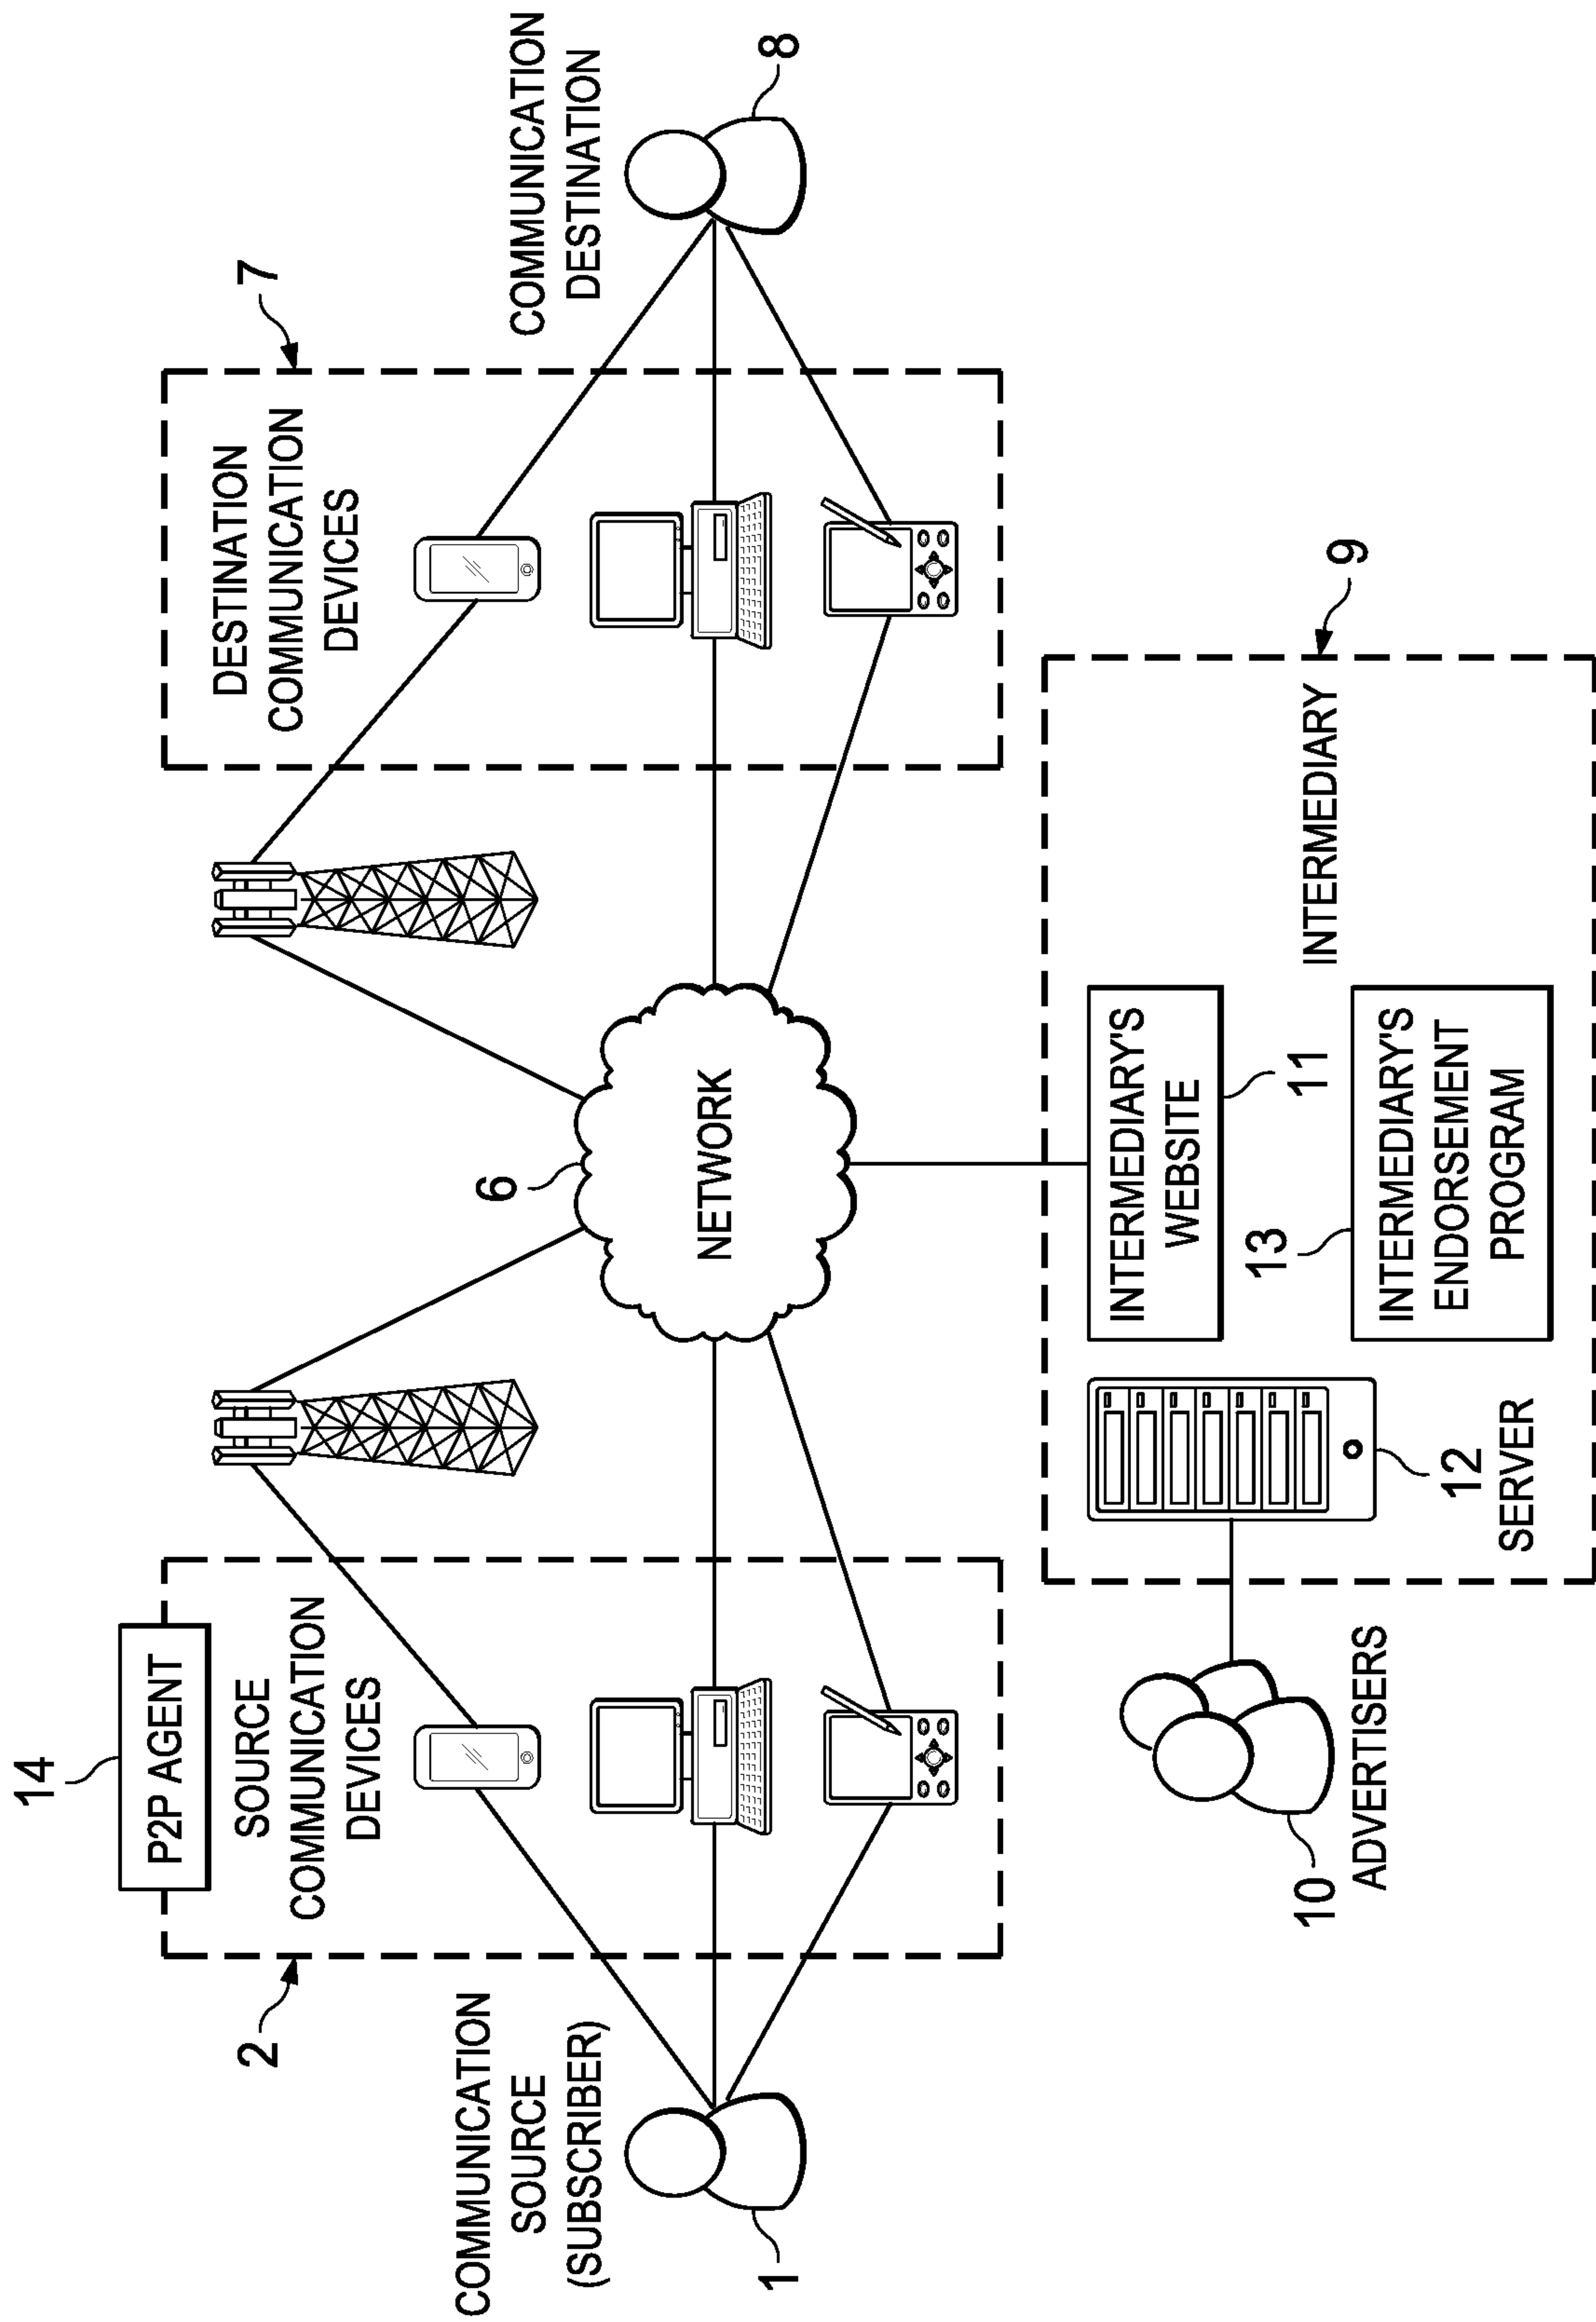 14
P2P AGENT
2
SOURCE
COMMUNICATION
DEVICES
COMMUNICATION
SOURCE
(SUBSCRIBER)
1
6
NETWORK
7
DESTINATION
COMMUNICATION
DEVICES
COMMUNICATION
DESTINATION
8
10
ADVERTISERS
12
SERVER
INTERMEDIARY'S
WEBSITE
11
13
INTERMEDIARY'S
ENDORSEMENT
PROGRAM
INTERMEDIARY
9